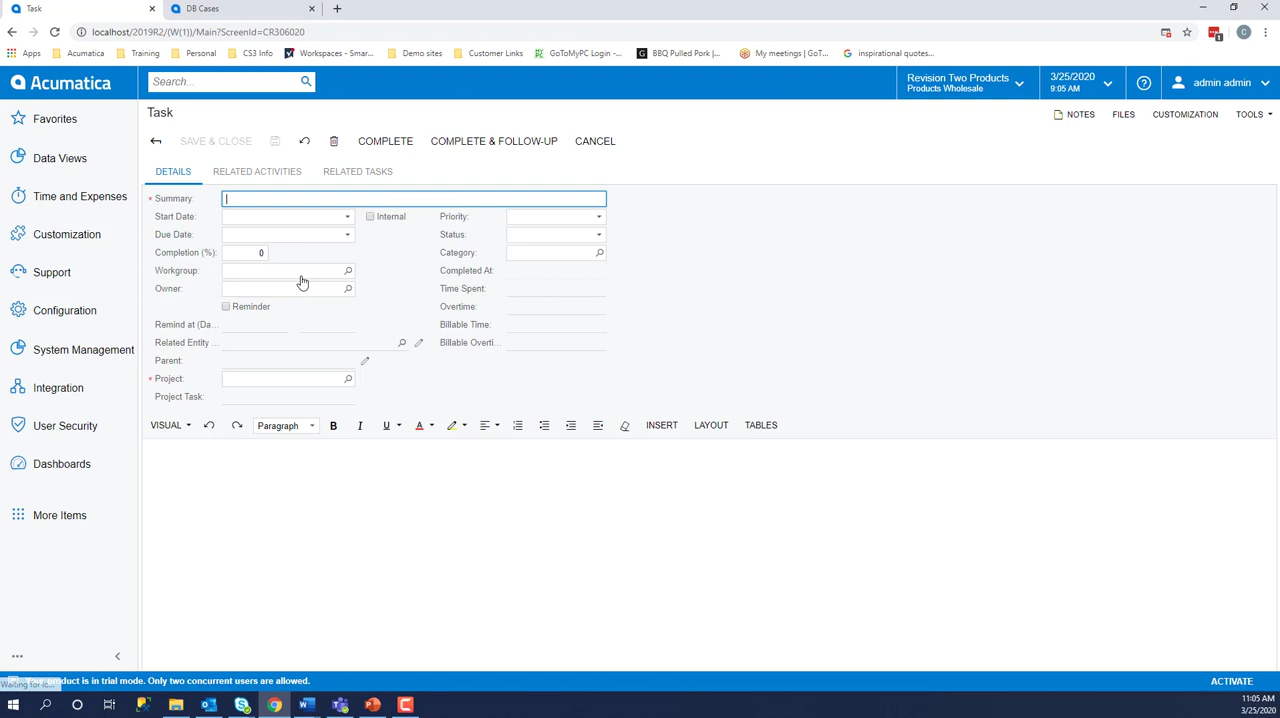 Task
DB Cases
localhost/2019R2/(W(1))/Main?ScreenId=CR306020
1
C
Apps
Acumatica
Training
Personal
CS3 Info
Workspaces - Smar...
Demo sites
Customer Links
GoToMyPC Login -...
BBQ Pulled Pork |...
My meetings | GoT...
inspirational quotes...
Acumatica
Search...
Revision Two Products
Products Wholesale
3/25/2020
9:05 AM
admin admin
Favorites
Data Views
Time and Expenses
Customization
Support
Configuration
System Management
Integration
User Security
Dashboards
More Items
Task
NOTES
FILES
CUSTOMIZATION
TOOLS
SAVE & CLOSE
COMPLETE
COMPLETE & FOLLOW-UP
CANCEL
DETAILS
RELATED ACTIVITIES
RELATED TASKS
* Summary:
Start Date:
Internal
Priority:
Due Date:
Status:
Completion (%):
0
Category:
Workgroup:
Completed At:
Owner:
Time Spent:
Reminder
Overtime:
Remind at (Da...
Billable Time:
Related Entity ...
Billable Overti...
Parent:
* Project:
Project Task:
VISUAL
Paragraph
B
I
U
A
INSERT
LAYOUT
TABLES
product is in trial mode. Only two concurrent users are allowed.
ACTIVATE
11:05 AM
3/25/2020